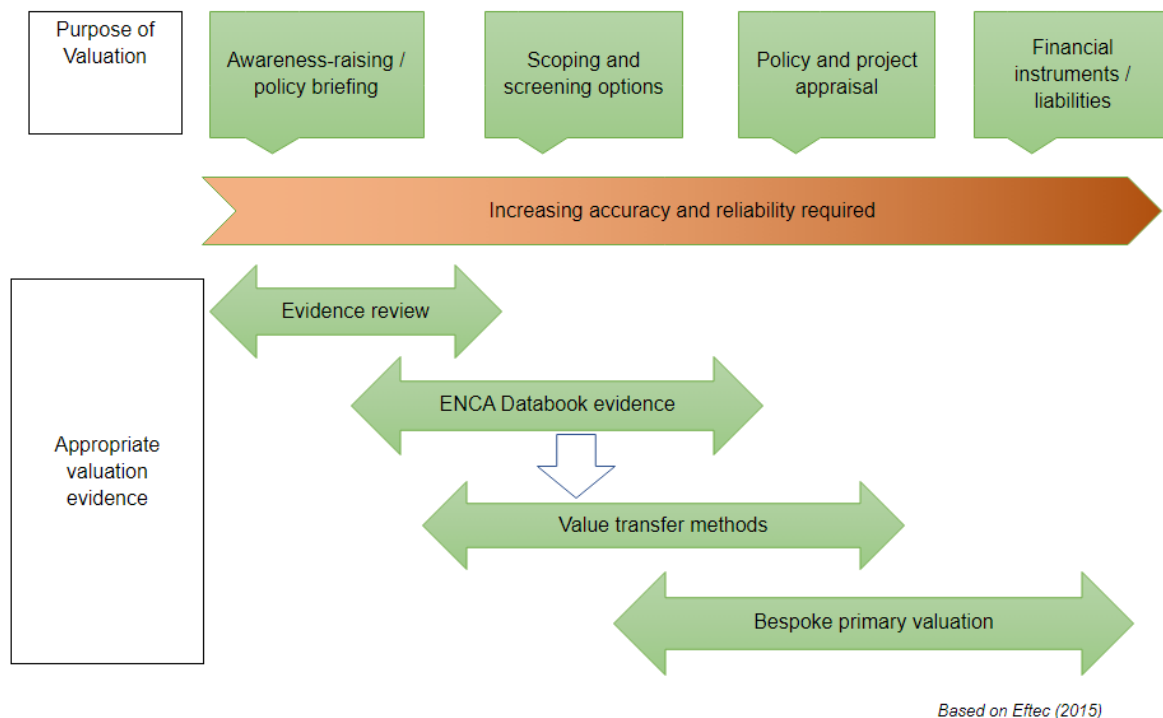 Purpose of
Valuation
Awareness-raising /
policy briefing
Scoping and
screening options
Policy and project
appraisal
Financial
instruments /
liabilities
Increasing accuracy and reliability required
Appropriate
valuation
evidence
Evidence review
ENCA Databook evidence
Value transfer methods
Bespoke primary valuation
Based on Eftec (2015)